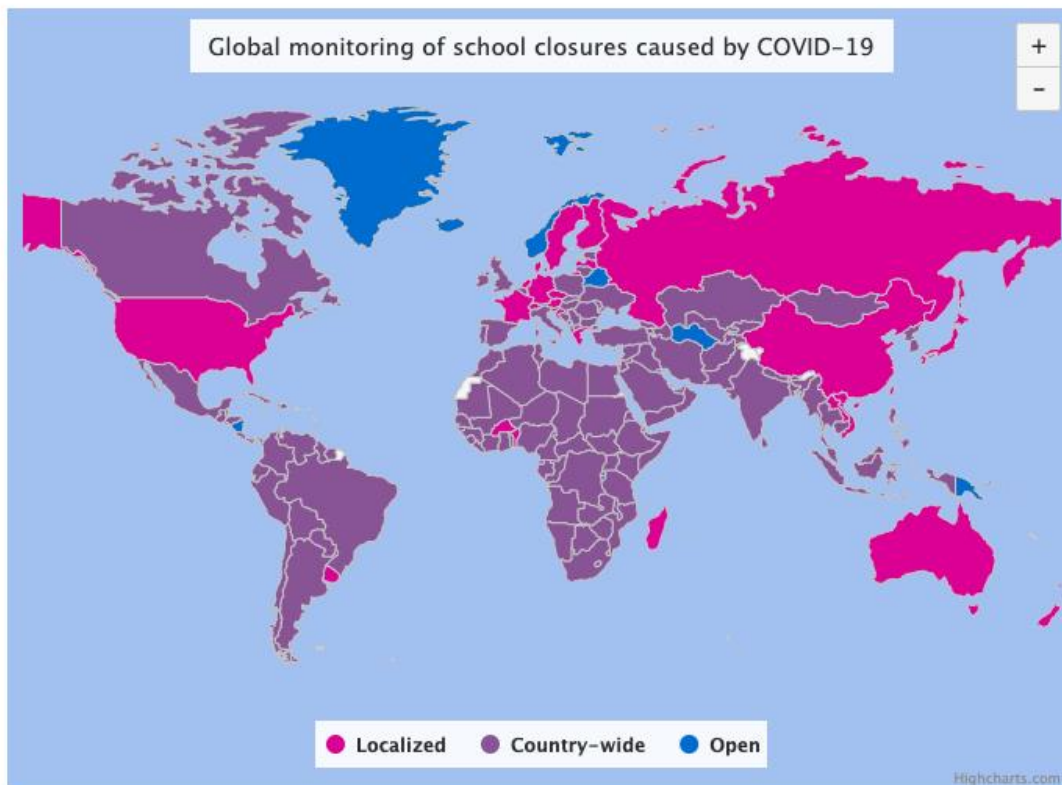 Global monitoring of school closures caused by COVID-19
+
-
Localized
Country-wide
Open
Highcharts.com